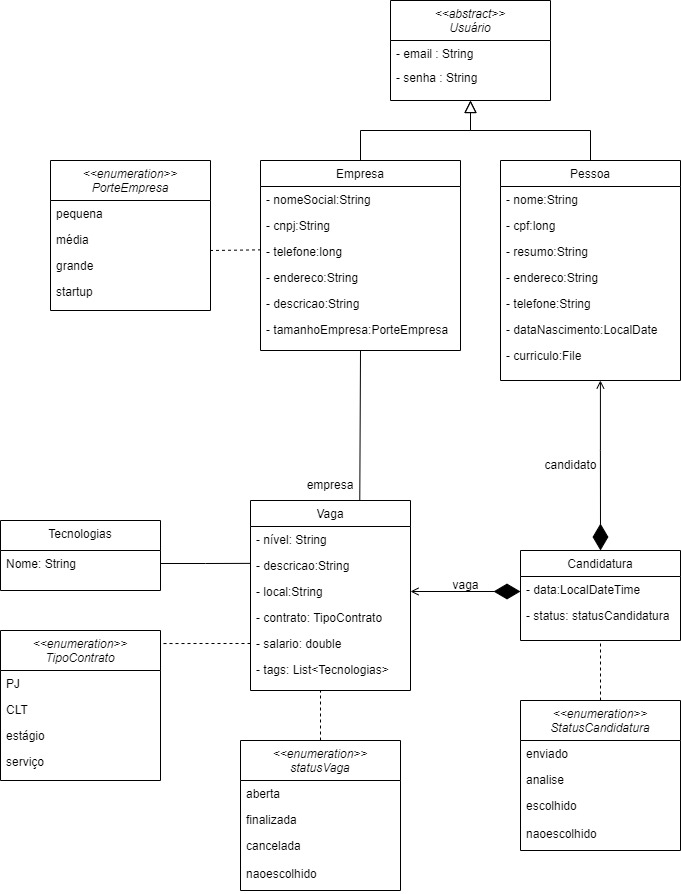 <<abstract>>
Usuário
- email : String
- senha : String
<<enumeration>>
PorteEmpresa
pequena
média
grande
startup
Empresa
- nomeSocial:String
- cnpj:String
- telefone:long
- endereco:String
- descricao:String
- tamanhoEmpresa:PorteEmpresa
Pessoa
- nome:String
- cpf:long
- resumo:String
- endereco:String
- telefone:String
- dataNascimento:LocalDate
- curriculo:File
candidato
empresa
Tecnologias
Nome: String
Vaga
- nível: String
- descricao:String
- local:String
- contrato: TipoContrato
- salario: double
- tags: List<Tecnologias>
vaga
Candidatura
- data:LocalDateTime
- status: statusCandidatura
<<enumeration>>
TipoContrato
PJ
CLT
estágio
serviço
<<enumeration>>
statusVaga
aberta
finalizada
cancelada
naoescolhido
<<enumeration>>
StatusCandidatura
enviado
analise
escolhido
naoescolhido